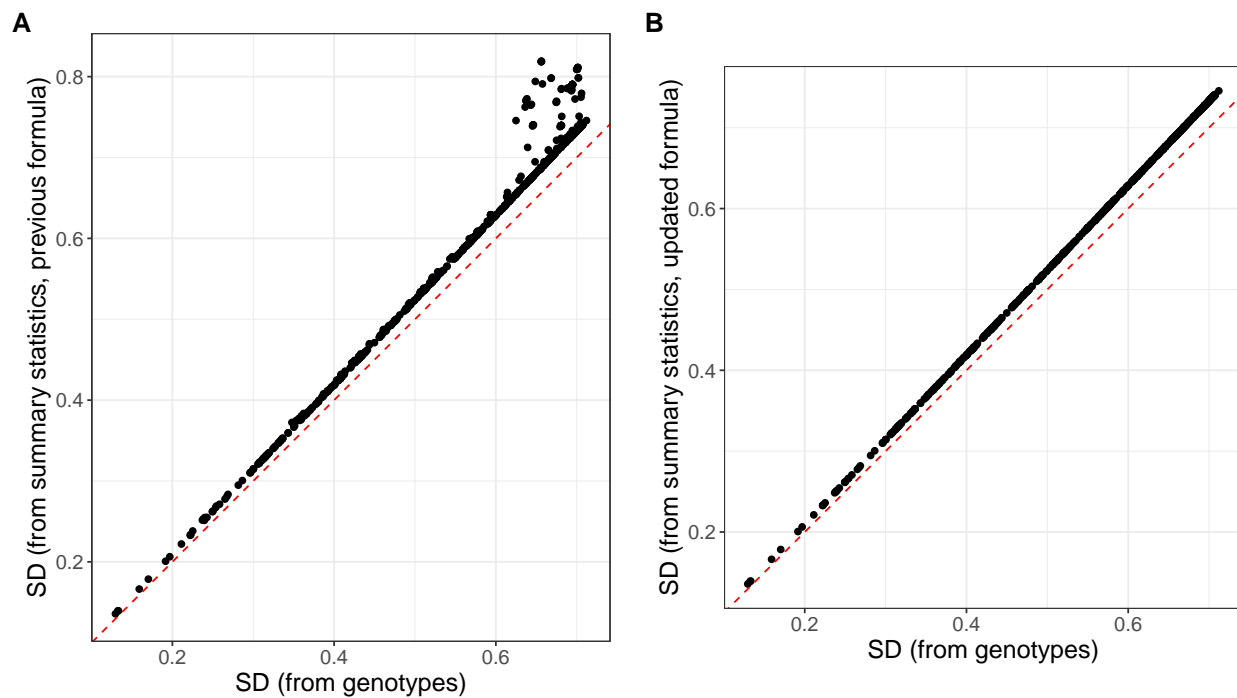 A
SD (from summary statistics, previous formula)
0.8
0.6
0.4
0.2
0.2
0.4
0.6
SD (from genotypes)
B
SD (from summary statistics, updated formula)
0.6
0.4
0.2
0.2
0.4
0.6
SD (from genotypes)